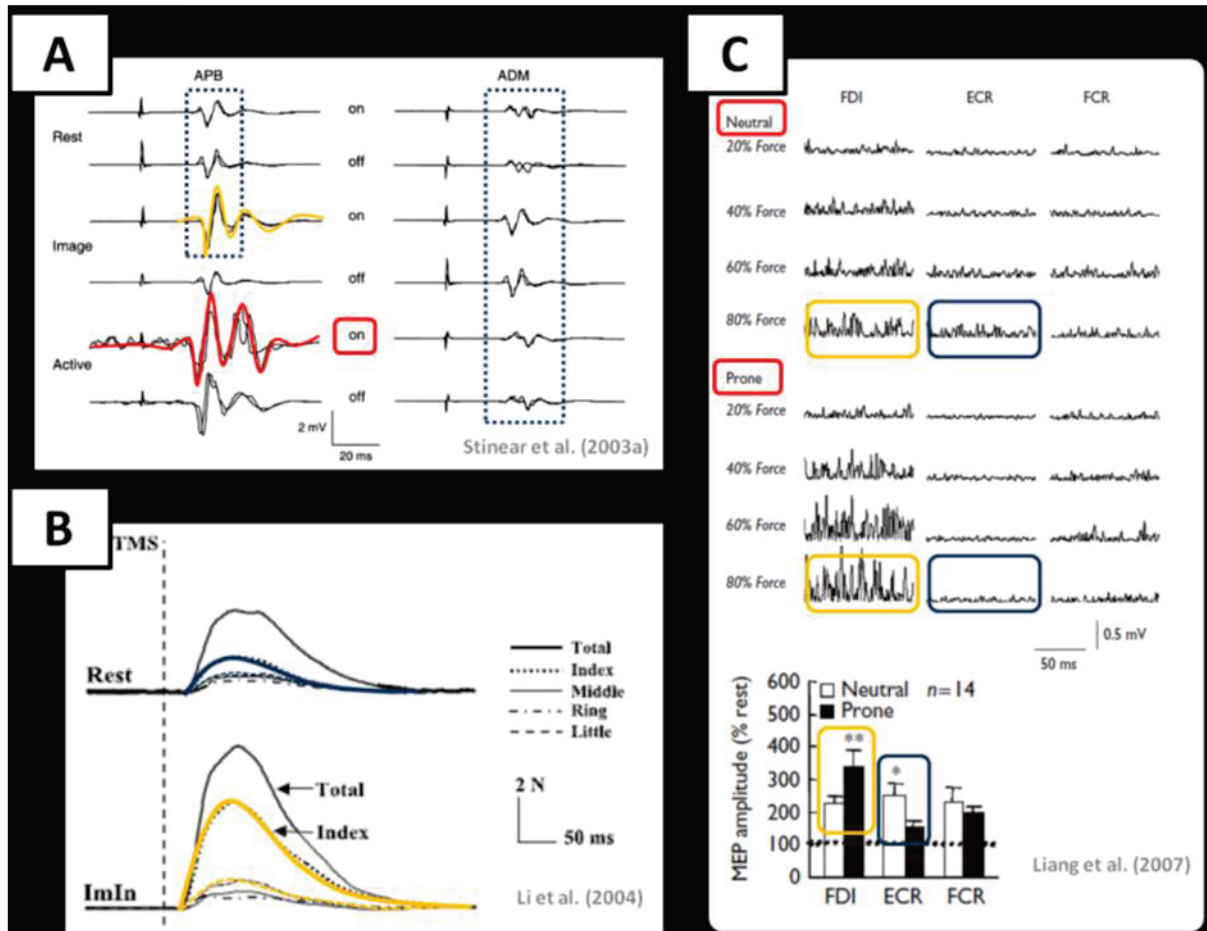 A
APB
ADM
on
Rest
off
on
Image
off
on
Active
off
2 mV
20 ms
Stinear et al. (2003a)
B
TMS
Rest
Total
Index
Middle
Ring
Little
Total
Index
2 N
50 ms
ImIn
Li et al. (2004)
C
FDI ECR FCR
Neutral
20% Force
40% Force
60% Force
80% Force
Prone
20% Force
40% Force
60% Force
80% Force
0.5 mV
50 ms
MEP amplitude (% rest)
600
500
400
300
200
100
0
Neutral n=14
Prone
**
*
FDI ECR FCR
Liang et al. (2007)